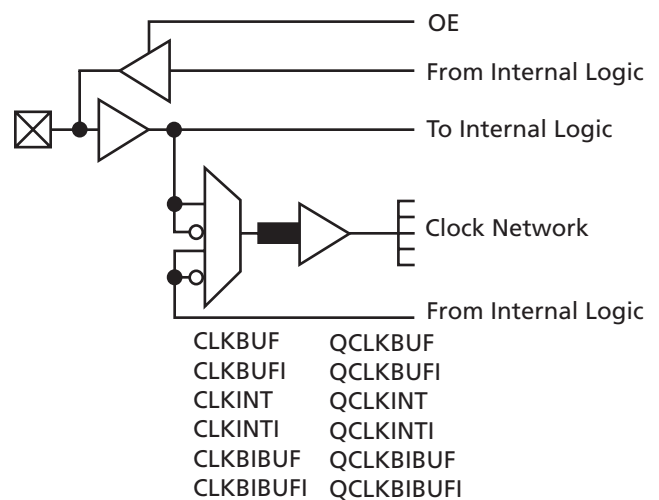 OE
From Internal Logic
To Internal Logic
Clock Network
From Internal Logic
CLKBUF QCLKBUF
CLKBUFI QCLKBUFI
CLKINT QCLKINT
CLKINTI QCLKINTI
CLKBIBUF QCLKBIBUF
CLKBIBUFI QCLKBIBUFI